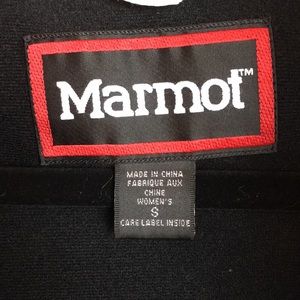 Marmot™
MADE IN CHINA
FABRIQUE AUX
CHINE
WOMEN'S
S
CARE LABEL INSIDE